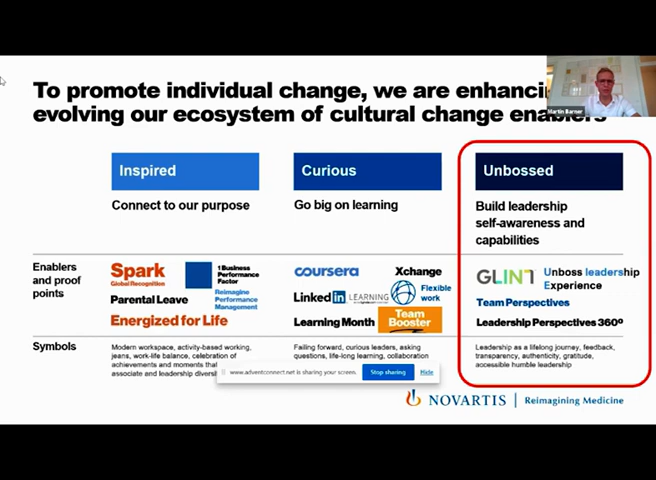 To promote individual change, we are enhancing
evolving our ecosystem of cultural change enablers
Martin Barner
Inspired
Curious
Unbossed
Connect to our purpose
Go big on learning
Build leadership
self-awareness and
capabilities
Enablers
and proof
points
Spark
Global Recognition
1 Business
Performance
Factor
Parental Leave
Reimagine
Performance
Management
Energized for Life
coursera
Xchange
LinkedIn LEARNING
Flexible
work
Learning Month
Team
Booster
GLINT
Unboss leadership
Experience
Team Perspectives
Leadership Perspectives 360º
Symbols
Modern workspace, activity-based working,
jeans, work-life balance, celebration of
achievements and moments that
associate and leadership
Failing forward, curious leaders, asking
questions, life-long learning, collaboration
Leadership as a lifelong journey, feedback,
transparency, authenticity, gratitude,
accessible humble leadership
www.adventconnect.net is sharing your screen.
Stop sharing
Hide
NOVARTIS | Reimagining Medicine